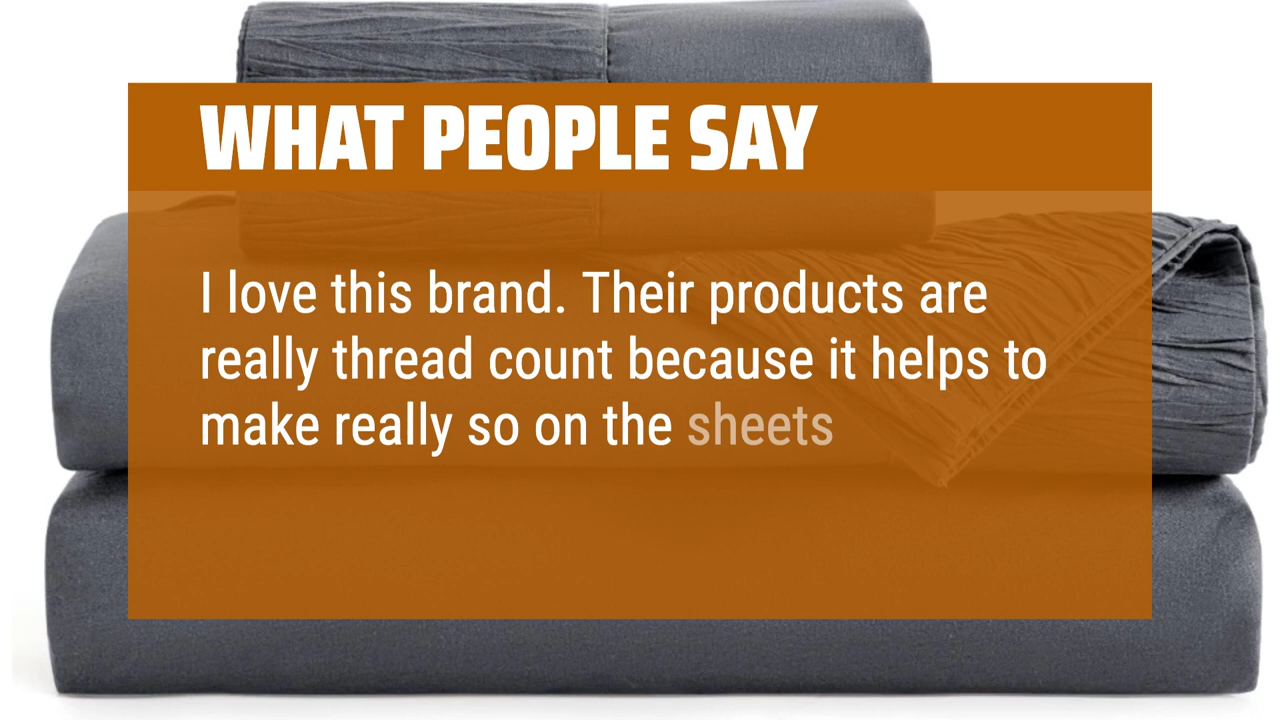 WHAT PEOPLE SAY
I love this brand. Their products are
really thread count because it helps to
make really so on the sheets